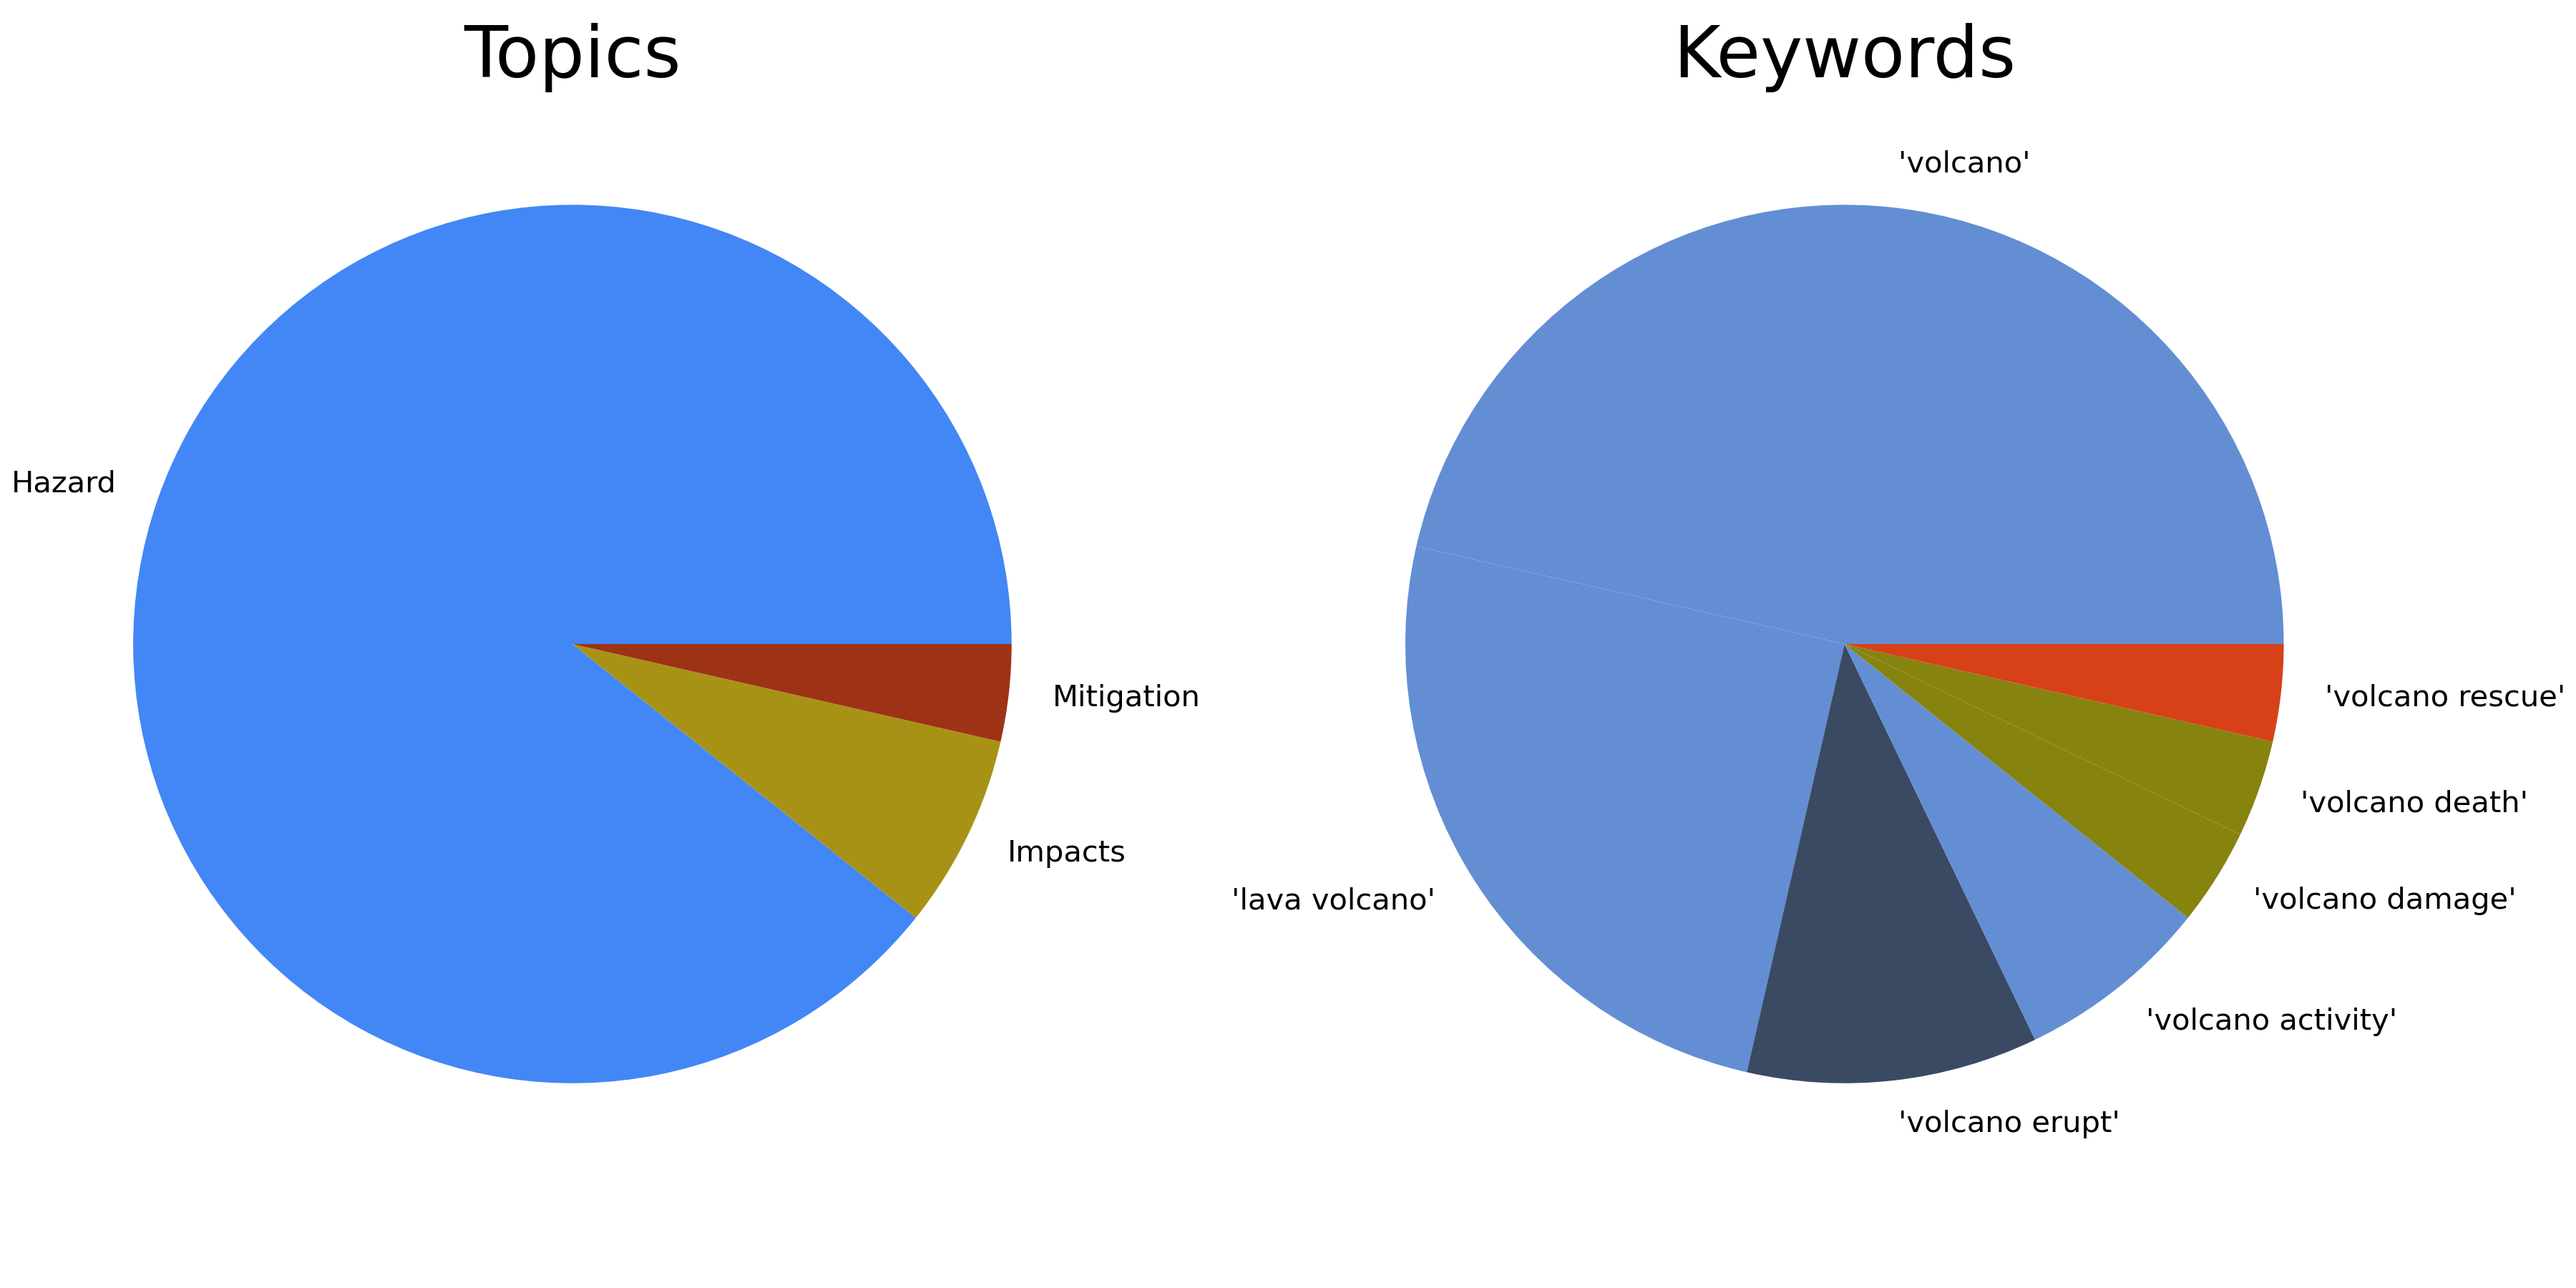 Topics
Hazard
Mitigation
Impacts
Keywords
'volcano'
'lava volcano'
'volcano erupt'
'volcano activity'
'volcano damage'
'volcano death'
'volcano rescue'